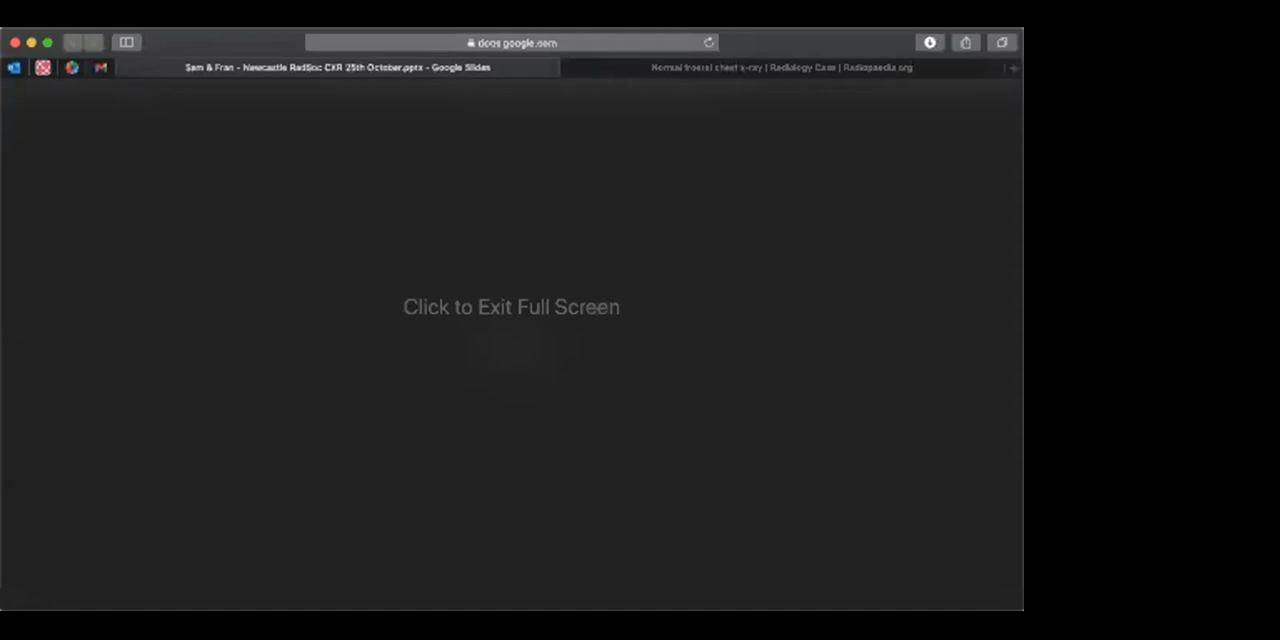 docs.google.com
Sam & Fran - Newcastle RadSoc CXR 25th October.pptx - Google Slides
Normal frontal chest x-ray | Radiology Case | Radiopaedia.org
Click to Exit Full Screen